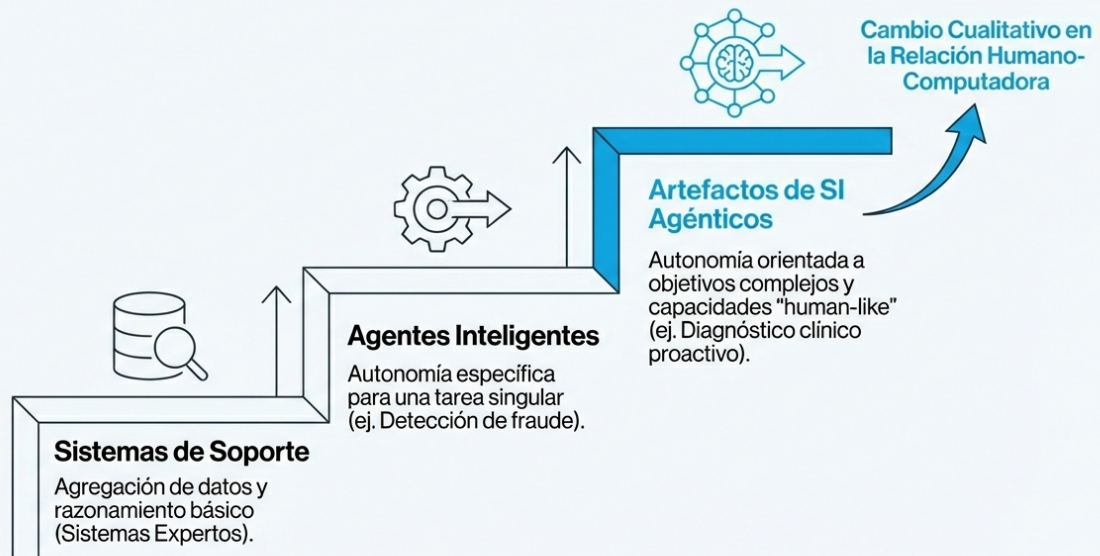 Cambio Cualitativo en
la Relación Humano-
Computadora
Artefactos de SI
Agénticos
Autonomía orientada a
objetivos complejos y
capacidades "human-like"
(ej. Diagnóstico clínico
proactivo).
Agentes Inteligentes
Autonomía específica
para una tarea singular
(ej. Detección de fraude).
Sistemas de Soporte
Agregación de datos y
razonamiento básico
(Sistemas Expertos).